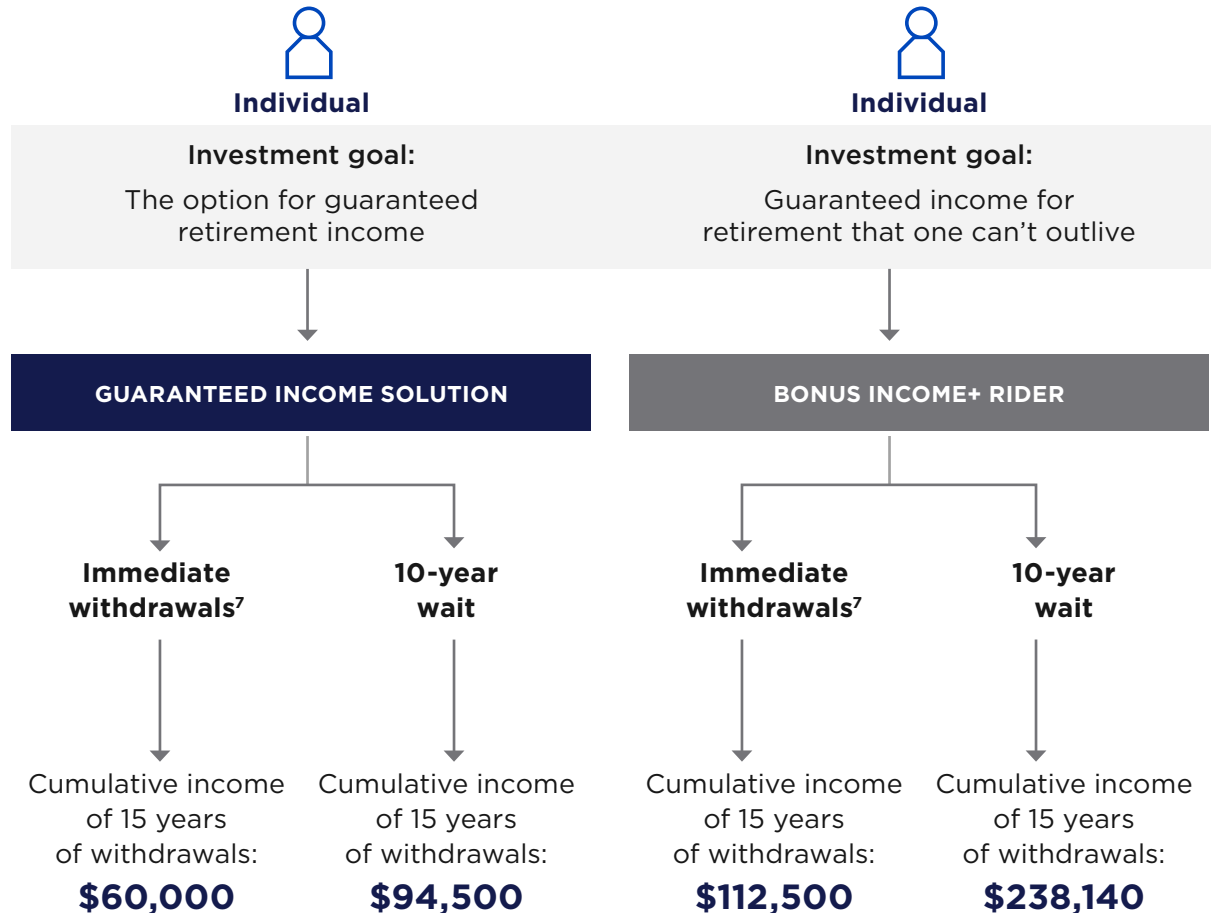 Individual
Investment goal:
The option for guaranteed
retirement income
GUARANTEED INCOME SOLUTION
Immediate
withdrawals⁷
10-year
wait
Cumulative income
of 15 years
of withdrawals:
$60,000
Cumulative income
of 15 years
of withdrawals:
$94,500
Individual
Investment goal:
Guaranteed income for
retirement that one can’t outlive
BONUS INCOME+ RIDER
Immediate
withdrawals⁷
10-year
wait
Cumulative income
of 15 years
of withdrawals:
$112,500
Cumulative income
of 15 years
of withdrawals:
$238,140